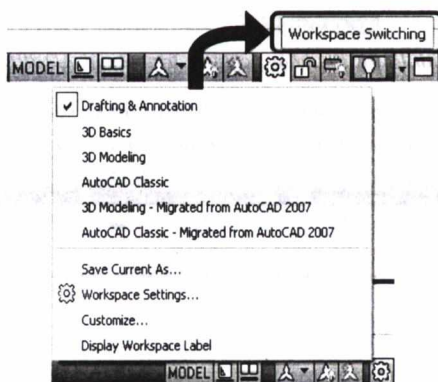 Workspace Switching
MODEL
Drafting & Annotation
3D Basics
3D Modeling
AutoCAD Classic
3D Modeling - Migrated from AutoCAD 2007
AutoCAD Classic - Migrated from AutoCAD 2007
Save Current As...
Workspace Settings...
Customize...
Display Workspace Label
MODEL